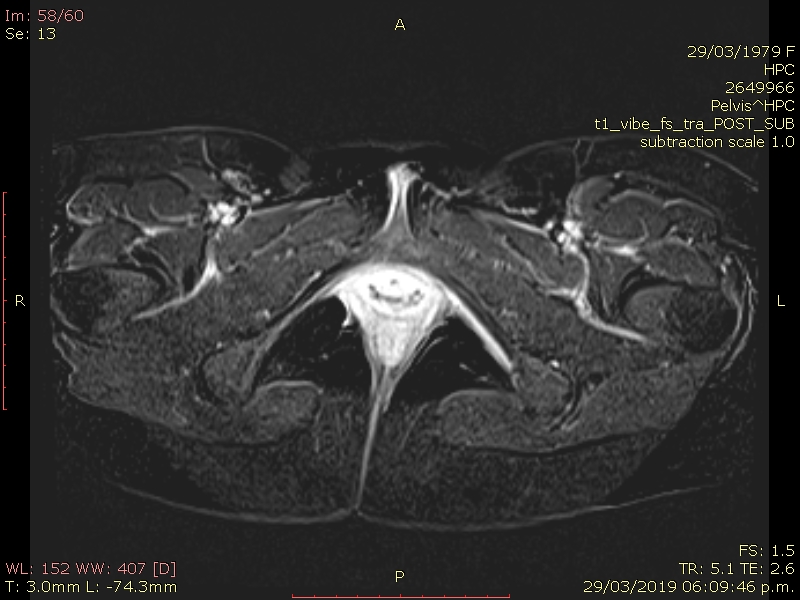 Im: 58/60
Se: 13
A
29/03/1979 F
HPC
2649966
Pelvis^HPC
t1_vibe_fs_tra_POST_SUB
subtraction scale 1.0
R
L
WL: 152 WW: 407 [D]
T: 3.0mm L: -74.3mm
P
FS: 1.5
TR: 5.1 TE: 2.6
29/03/2019 06:09:46 p.m.